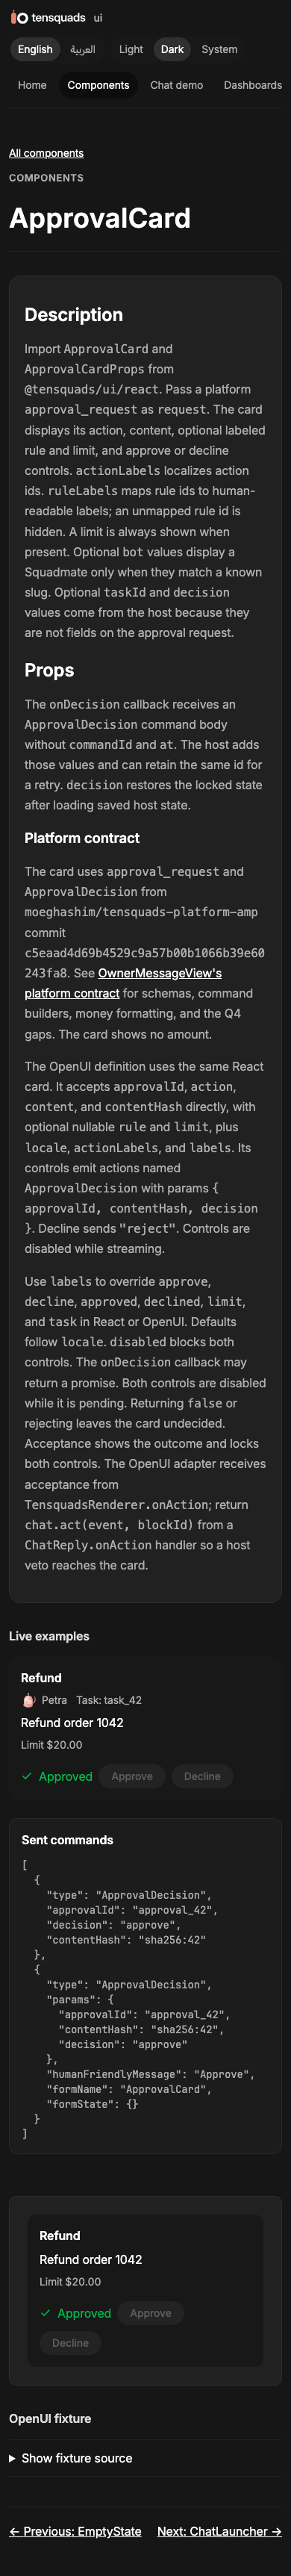 tensquads ui
English العربية Light Dark System
Home Components Chat demo Dashboards
All components
COMPONENTS
ApprovalCard
Description
Import ApprovalCard and
ApprovalCardProps from
@tensquads/ui/react. Pass a platform
approval_request as request. The card
displays its action, content, optional labeled
rule and limit, and approve or decline
controls. actionLabels localizes action
ids. ruleLabels maps rule ids to human-
readable labels; an unmapped rule id is
hidden. A limit is always shown when
present. Optional bot values display a
Squadmate only when they match a known
slug. Optional taskId and decision
values come from the host because they
are not fields on the approval request.
Props
The onDecision callback receives an
ApprovalDecision command body
without commandId and at. The host adds
those values and can retain the same id for
a retry. decision restores the locked state
after loading saved host state.
Platform contract
The card uses approval_request and
ApprovalDecision from
moeghashim/tensquads-platform-amp
commit
c5eaad4d69b4529c9a57b00b1066b39e60
243fa8. See OwnerMessageView's
platform contract for schemas, command
builders, money formatting, and the Q4
gaps. The card shows no amount.
The OpenUI definition uses the same React
card. It accepts approvalId, action,
content, and contentHash directly, with
optional nullable rule and limit, plus
locale, actionLabels, and labels. Its
controls emit actions named
ApprovalDecision with params {
approvalId, contentHash, decision
}. Decline sends "reject". Controls are
disabled while streaming.
Use labels to override approve,
decline, approved, declined, limit,
and task in React or OpenUI. Defaults
follow locale. disabled blocks both
controls. The onDecision callback may
return a promise. Both controls are disabled
while it is pending. Returning false or
rejecting leaves the card undecided.
Acceptance shows the outcome and locks
both controls. The OpenUI adapter receives
acceptance from
TensquadsRenderer.onAction; return
chat.act(event, blockId) from a
ChatReply.onAction handler so a host
veto reaches the card.
Live examples
Refund
Petra Task: task_42
Refund order 1042
Limit $20.00
✓ Approved Approve Decline
Sent commands
[
  {
    "type": "ApprovalDecision",
    "approvalId": "approval_42",
    "decision": "approve",
    "contentHash": "sha256:42"
  },
  {
    "type": "ApprovalDecision",
    "params": {
      "approvalId": "approval_42",
      "contentHash": "sha256:42",
      "decision": "approve"
    },
    "humanFriendlyMessage": "Approve",
    "formName": "ApprovalCard",
    "formState": {}
  }
]
Refund
Refund order 1042
Limit $20.00
✓ Approved Approve
Decline
OpenUI fixture
▶ Show fixture source
← Previous: EmptyState Next: ChatLauncher →